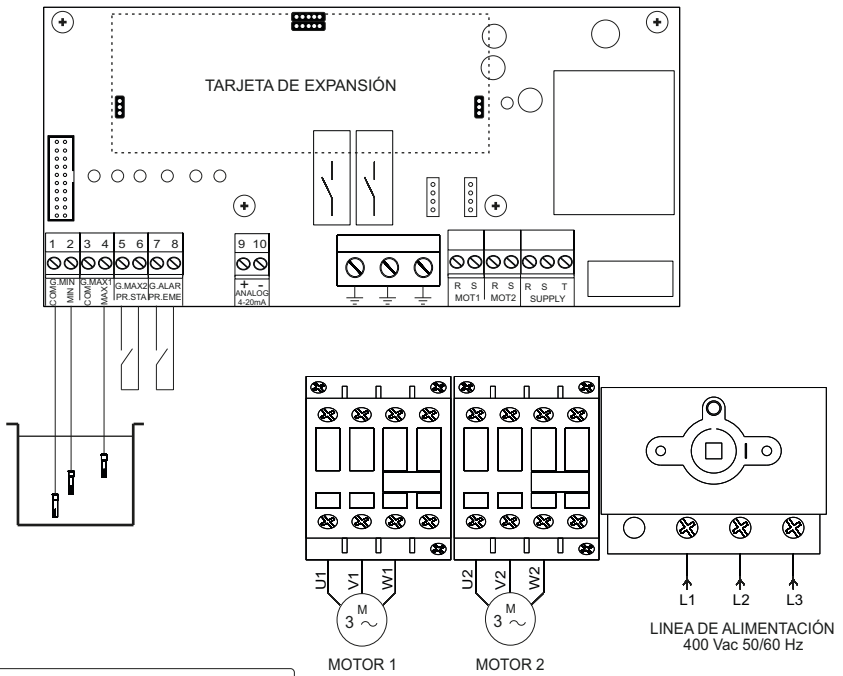 TARJETA DE EXPANSIÓN
1 2 3 4 5 6 7 8
9 10
G.MIN G.MAX1 G.MAX2 G.ALAR
COM MIN COM MAX1 PR.STA PR.EME
+ -
ANALOG
4-20mA
R S R S R S T
MOT1 MOT2 SUPPLY
U1 V1 W1
U2 V2 W2
L1 L2 L3
M
3 ~
M
3 ~
LINEA DE ALIMENTACIÓN
400 Vac 50/60 Hz
MOTOR 1 MOTOR 2